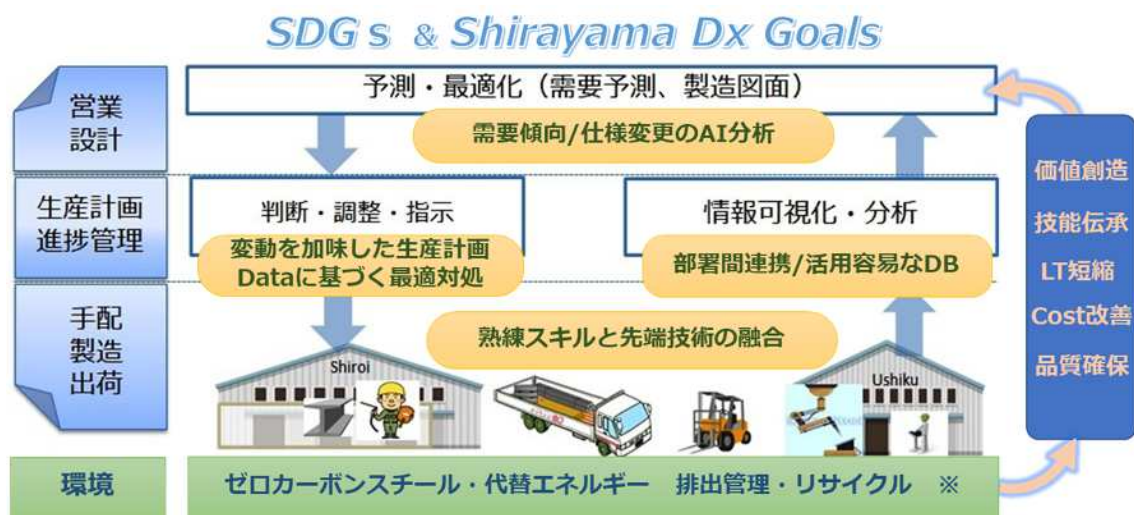 SDGs & Shirayama Dx Goals
営業
設計
予測・最適化（需要予測、製造図面）
需要傾向/仕様変更のAI分析
生産計画
進捗管理
判断・調整・指示
変動を加味した生産計画
Dataに基づく最適対処
情報可視化・分析
部署間連携/活用容易なDB
手配
製造
出荷
熟練スキルと先端技術の融合
Shiroi
Ushiku
環境
ゼロカーボンスチール・代替エネルギー　排出管理・リサイクル　※
価値創造
技能伝承
LT短縮
Cost改善
品質確保